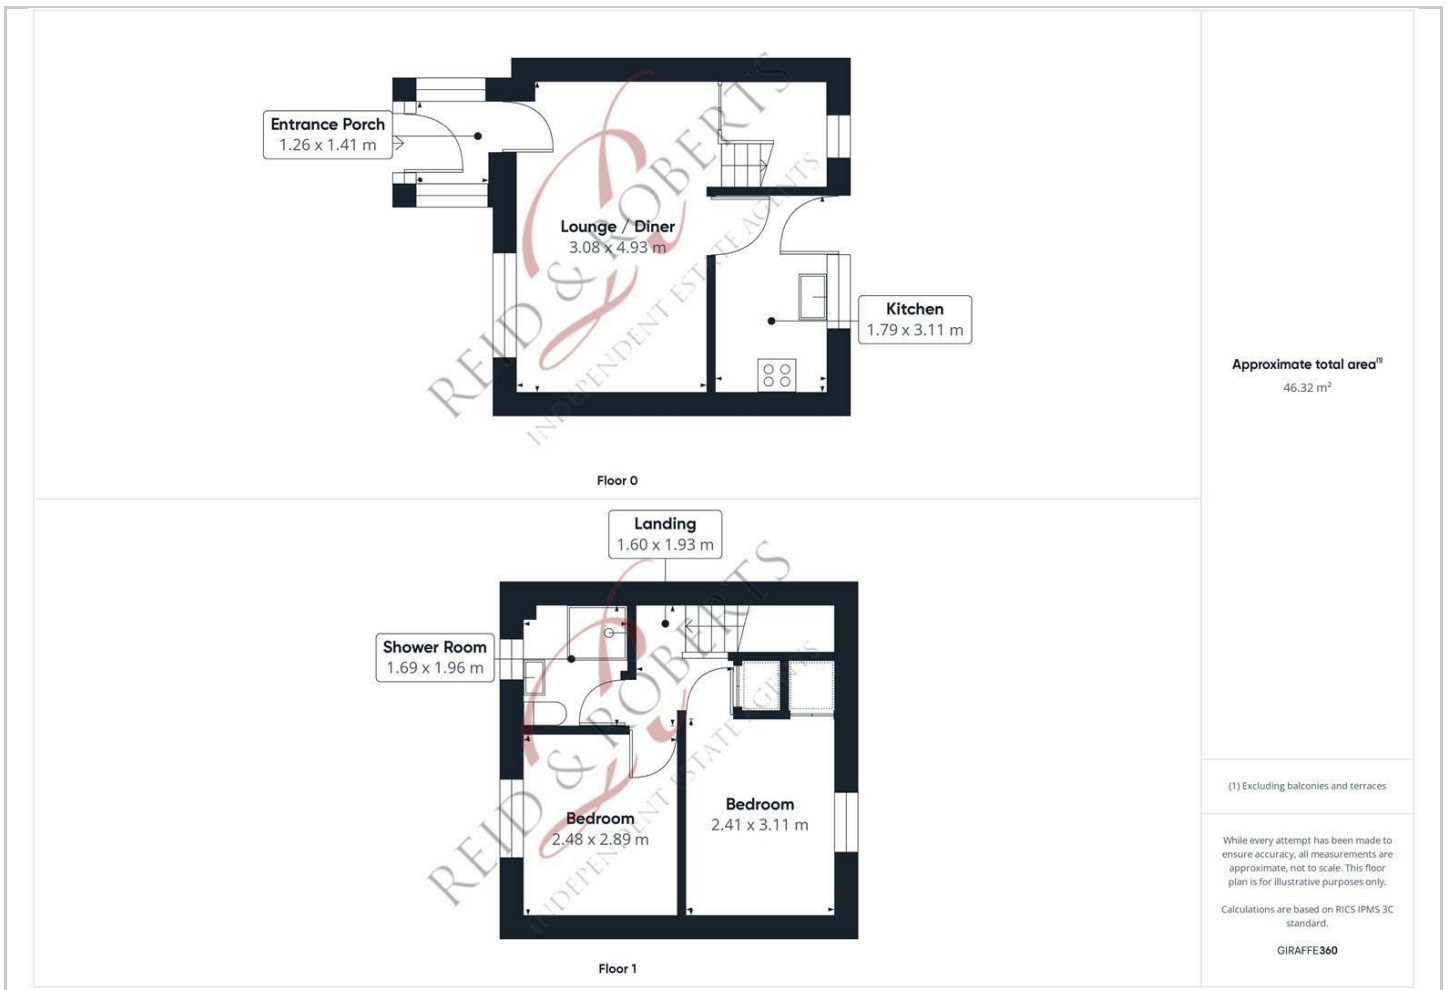 Entrance Porch
1.26 x 1.41 m
Lounge / Diner
3.08 x 4.93 m
Kitchen
1.79 x 3.11 m
REID & ROBERTS
INDEPENDENT ESTATE AGENTS
Floor 0
Landing
1.60 x 1.93 m
Shower Room
1.69 x 1.96 m
Bedroom
2.48 x 2.89 m
Bedroom
2.41 x 3.11 m
REID & ROBERTS
INDEPENDENT ESTATE AGENTS
Floor 1
Approximate total area(1)
46.32 m²
(1) Excluding balconies and terraces
While every attempt has been made to
ensure accuracy, all measurements are
approximate, not to scale. This floor
plan is for illustrative purposes only.
Calculations are based on RICS IPMS 3C
standard.
GIRAFFE360